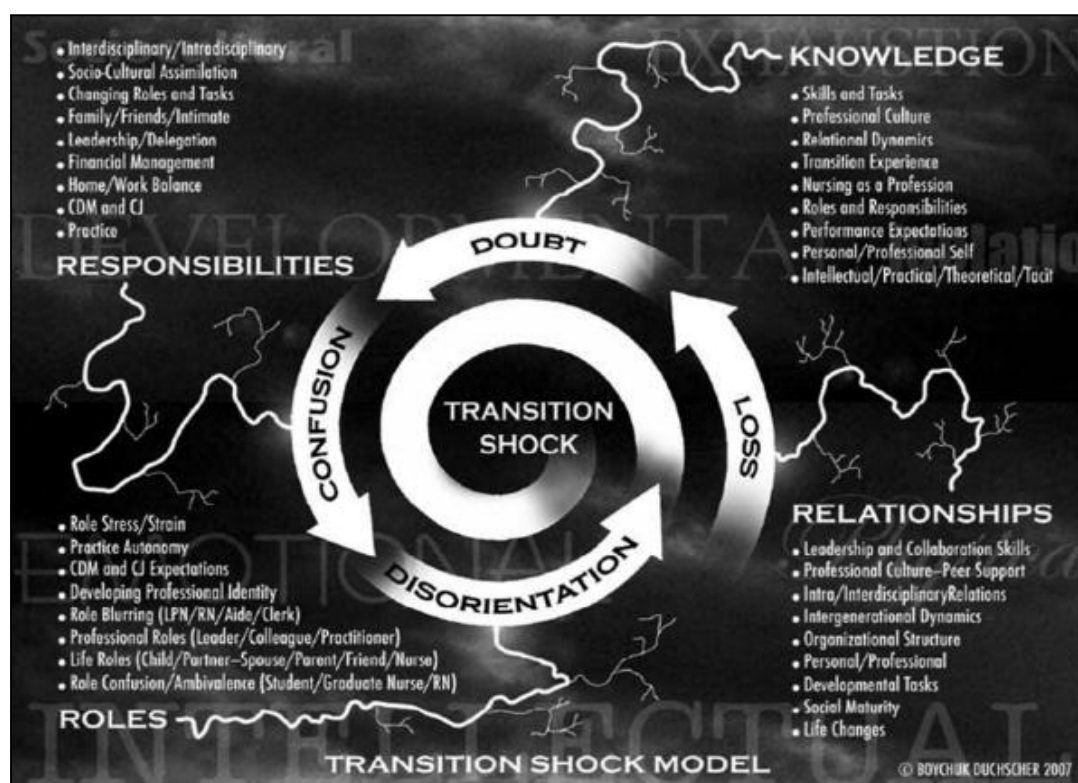 • Interdisciplinary/Intradisciplinary
• Socio-Cultural Assimilation
• Changing Roles and Tasks
• Family/Friends/Intimate
• Leadership/Delegation
• Financial Management
• Home/Work Balance
• CDM and CJ
• Practice
RESPONSIBILITIES
EXHAUSTION
KNOWLEDGE
• Skills and Tasks
• Professional Culture
• Relational Dynamics
• Transition Experience
• Nursing as a Profession
• Roles and Responsibilities
• Performance Expectations
• Personal/Professional Self
• Intellectual/Practical/Theoretical/Tacit
DEVELOPMENTAL
DOUBT
CONFUSION
TRANSITION
SHOCK
LOSS
DISORIENTATION
• Role Stress/Strain
• Practice Autonomy
• CDM and CJ Expectations
• Developing Professional Identity
• Role Blurring (LPN/RN/Aide/Clerk)
• Professional Roles (Leader/Colleague/Practitioner)
• Life Roles (Child/Partner–Spouse/Parent/Friend/Nurse)
• Role Confusion/Ambivalence (Student/Graduate Nurse/RN)
ROLES
EMOTIONAL
RELATIONSHIPS
• Leadership and Collaboration Skills
• Professional Culture–Peer Support
• Intra/InterdisciplinaryRelations
• Intergenerational Dynamics
• Organizational Structure
• Personal/Professional
• Developmental Tasks
• Social Maturity
• Life Changes
INTELLECTUAL
TRANSITION SHOCK MODEL
© BOYCHUK DUCHSCHER 2007